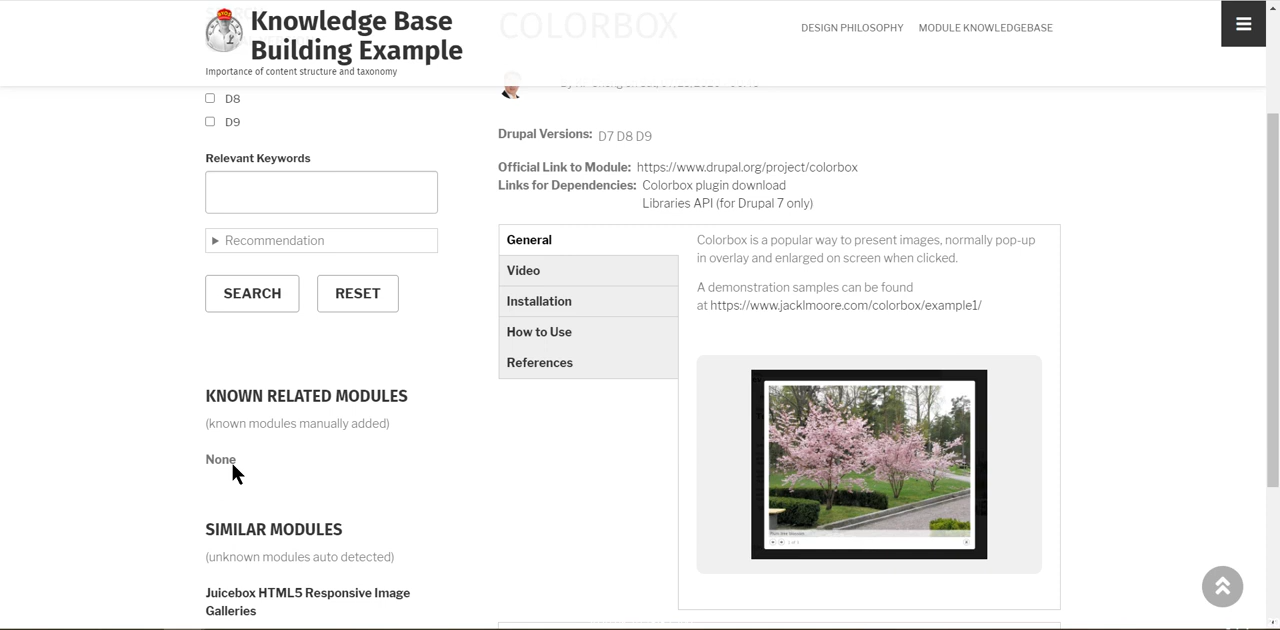 Knowledge Base
Building Example
Importance of content structure and taxonomy
COLORBOX
DESIGN PHILOSOPHY
MODULE KNOWLEDGEBASE
D8
D9
Relevant Keywords
Recommendation
SEARCH
RESET
KNOWN RELATED MODULES
(known modules manually added)
None
SIMILAR MODULES
(unknown modules auto detected)
Juicebox HTML5 Responsive Image
Galleries
Drupal Versions: D7 D8 D9
Official Link to Module: https://www.drupal.org/project/colorbox
Links for Dependencies: Colorbox plugin download
Libraries API (for Drupal 7 only)
General
Video
Installation
How to Use
References
Colorbox is a popular way to present images, normally pop-up
in overlay and enlarged on screen when clicked.
A demonstration samples can be found
at https://www.jacklmoore.com/colorbox/example1/